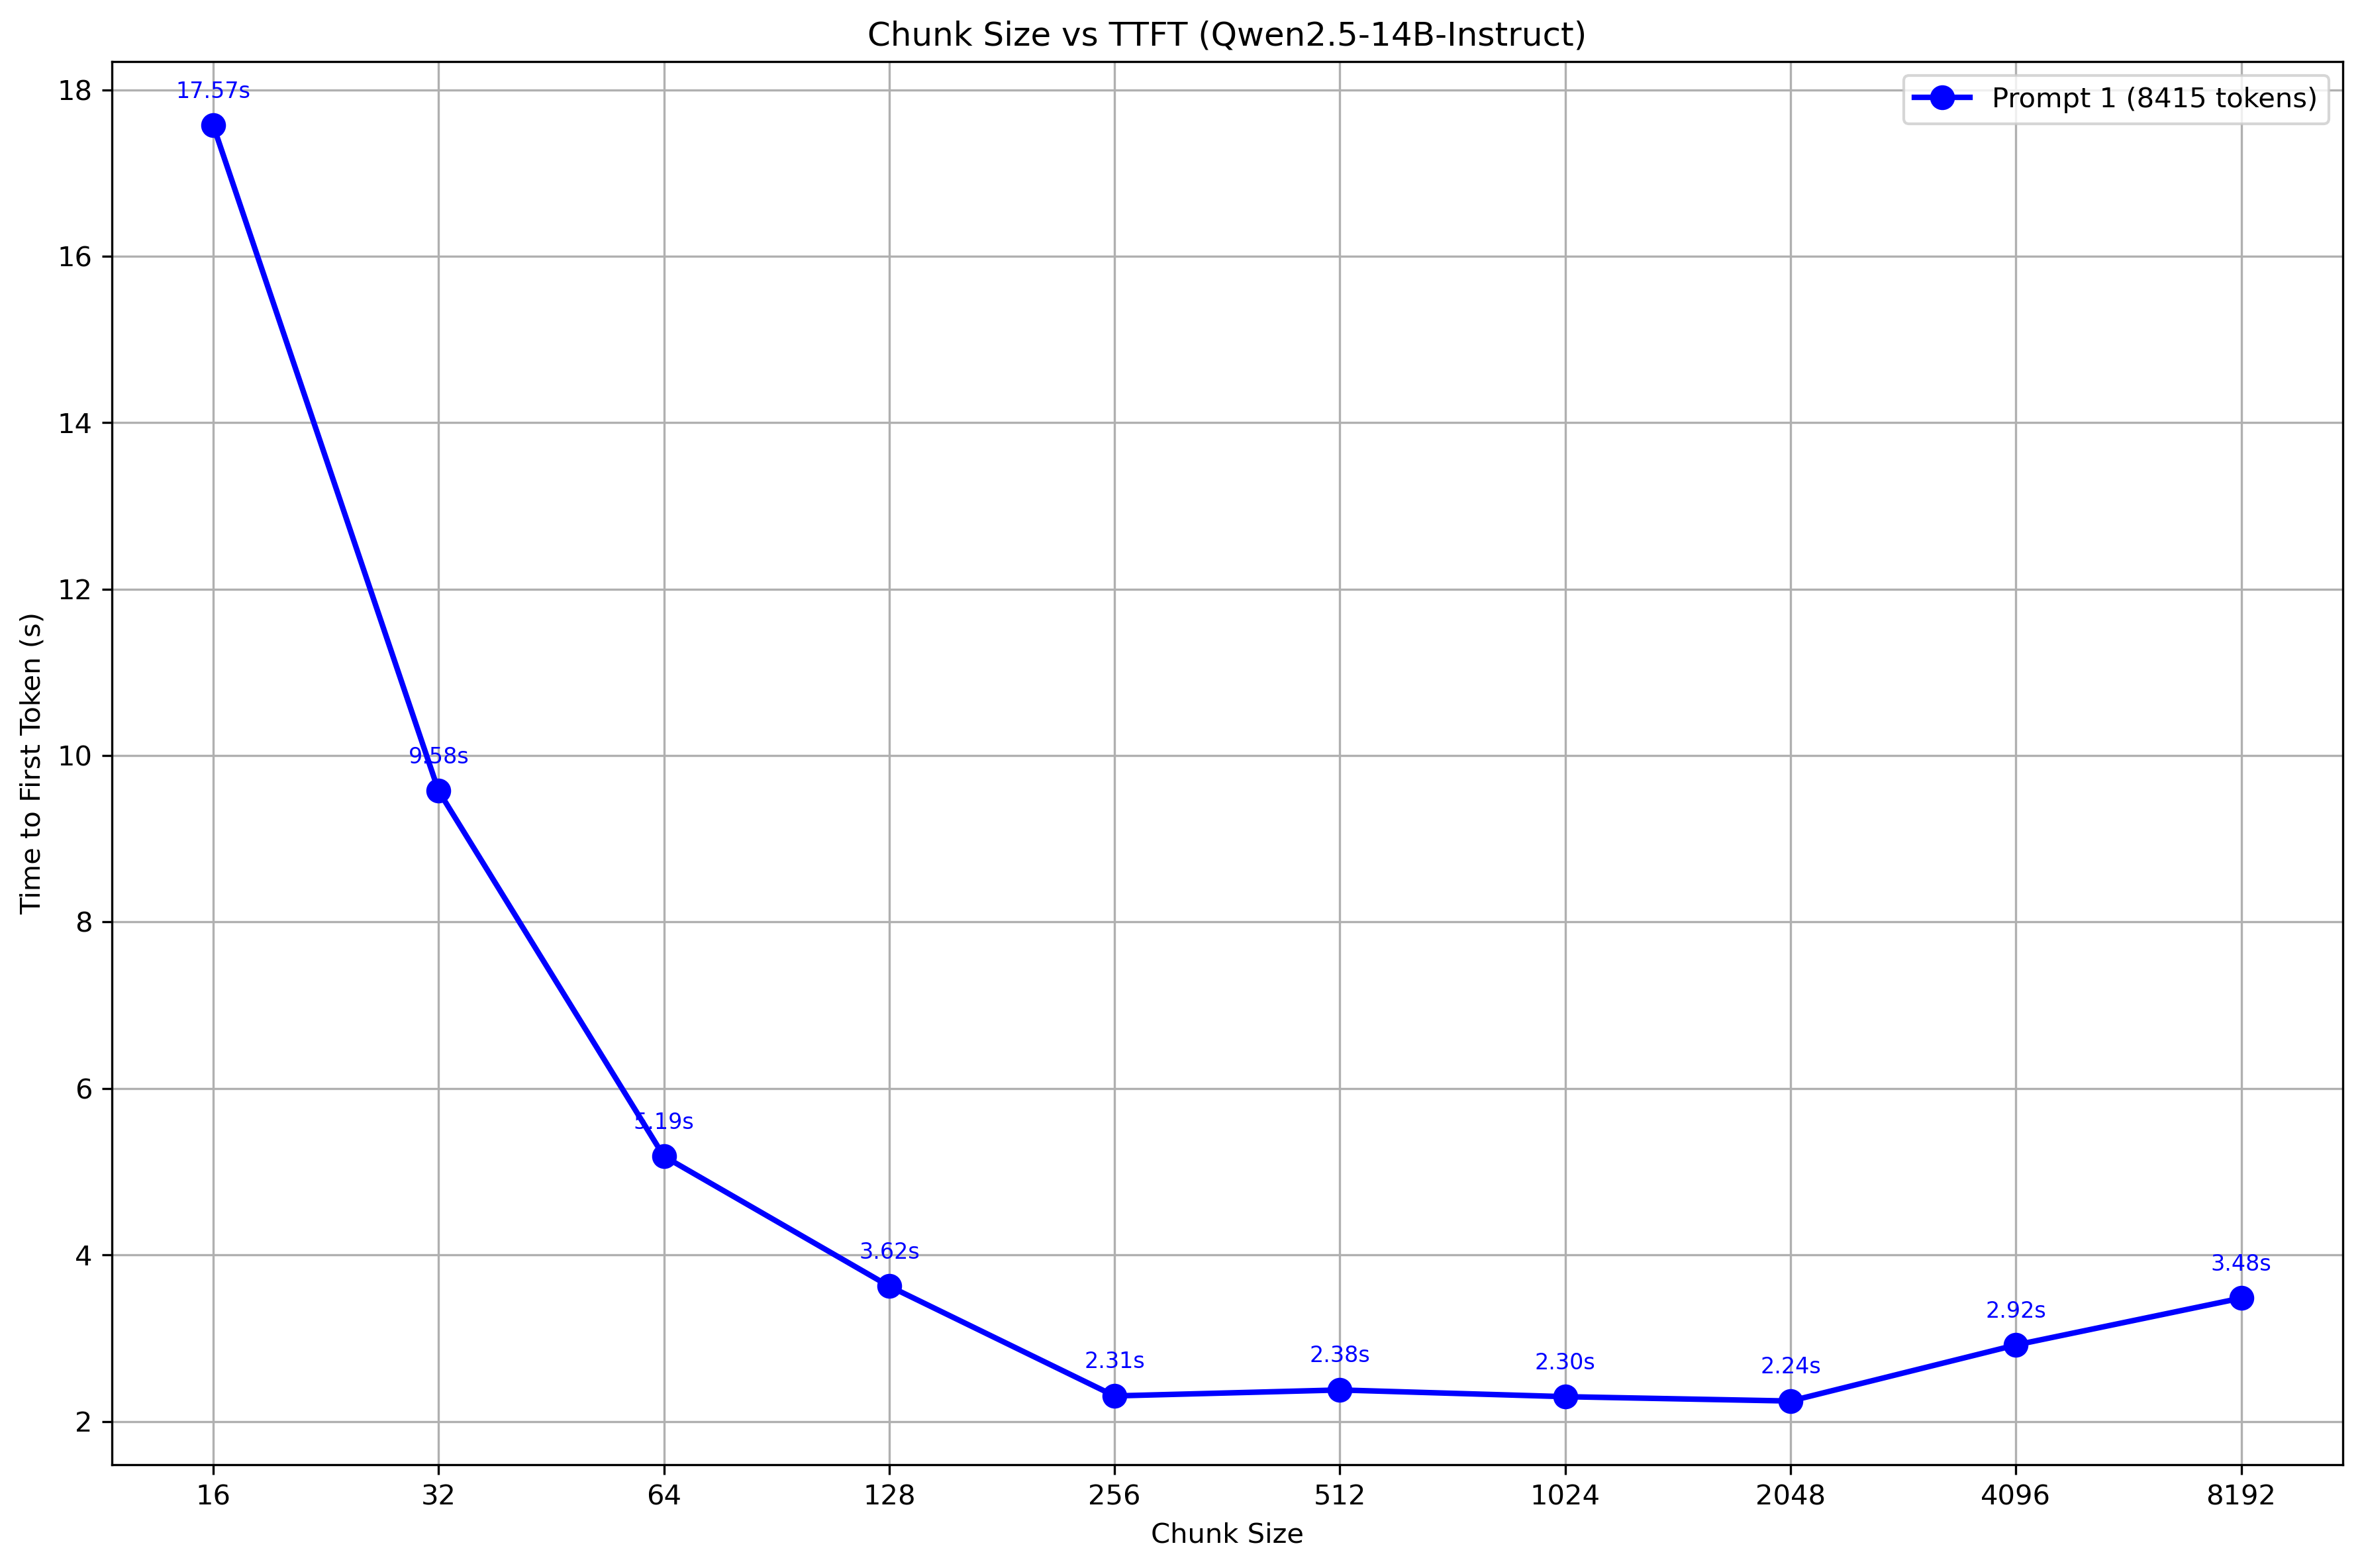 Chunk Size vs TTFT (Qwen2.5-14B-Instruct)
Prompt 1 (8415 tokens)
Time to First Token (s)
18
16
14
12
10
8
6
4
2
17.57s
9.58s
5.19s
3.62s
2.31s
2.38s
2.30s
2.24s
2.92s
3.48s
16 32 64 128 256 512 1024 2048 4096 8192
Chunk Size